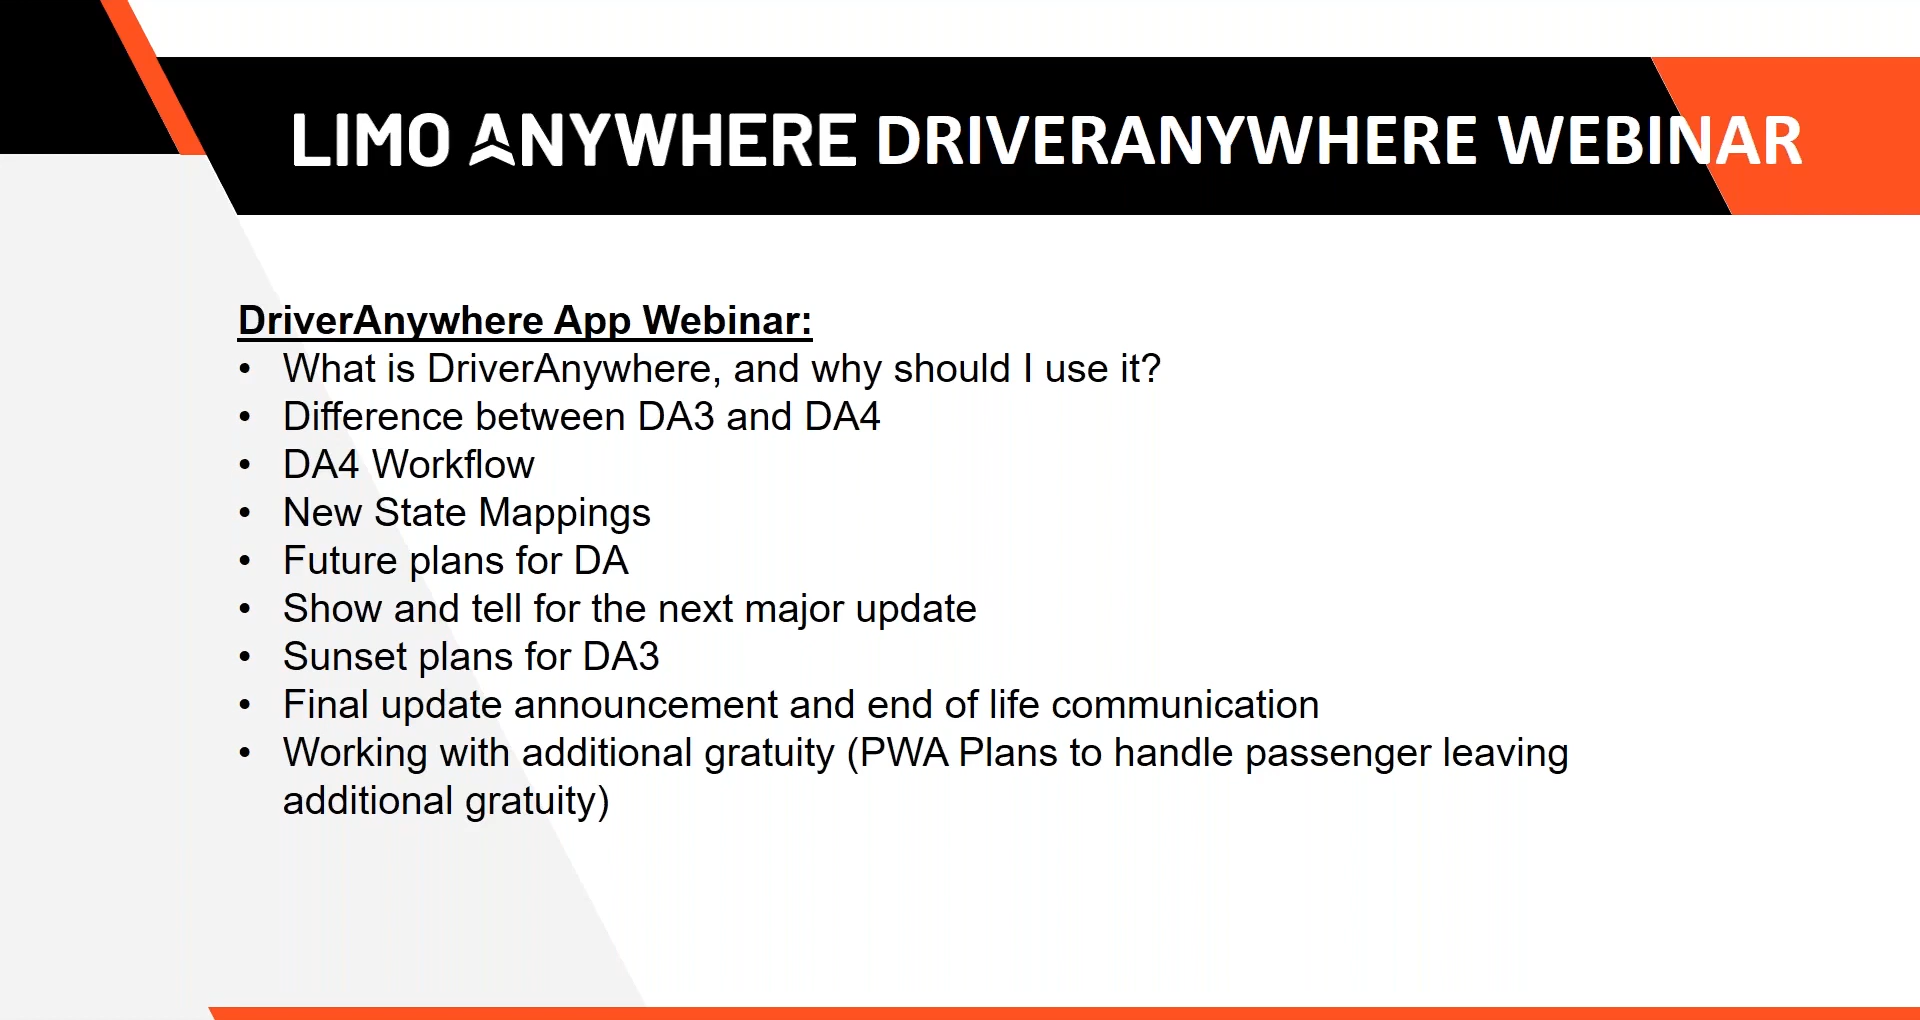 LIMO ANYWHERE DRIVERANYWHERE WEBINAR
DriverAnywhere App Webinar:
• What is DriverAnywhere, and why should I use it?
• Difference between DA3 and DA4
• DA4 Workflow
• New State Mappings
• Future plans for DA
• Show and tell for the next major update
• Sunset plans for DA3
• Final update announcement and end of life communication
• Working with additional gratuity (PWA Plans to handle passenger leaving
additional gratuity)